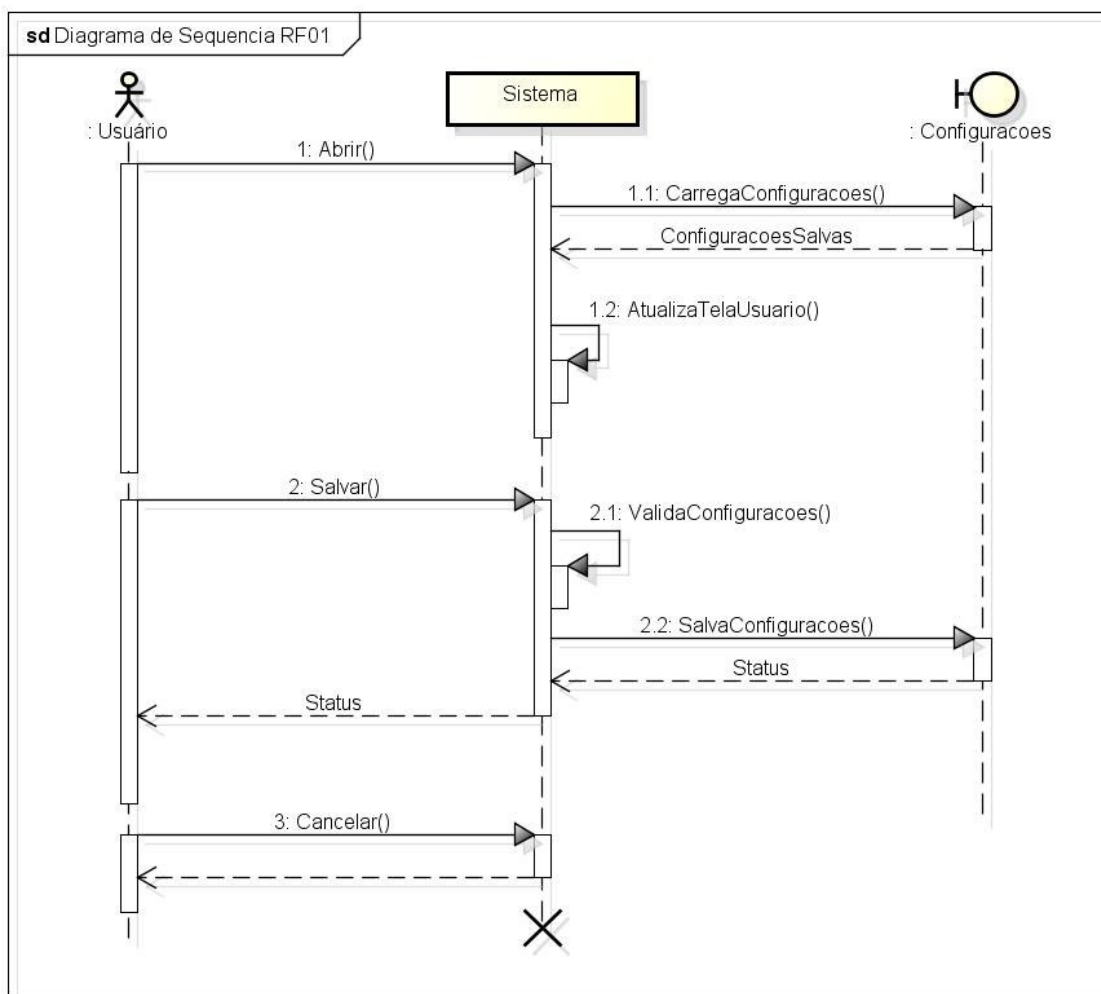 sd Diagrama de Sequencia RF01
Sistema
: Usuário
: Configuracoes
1: Abrir()
1.1: CarregaConfiguracoes()
ConfiguracoesSalvas
1.2: AtualizaTelaUsuario()
2: Salvar()
2.1: ValidaConfiguracoes()
2.2: SalvaConfiguracoes()
Status
Status
3: Cancelar()